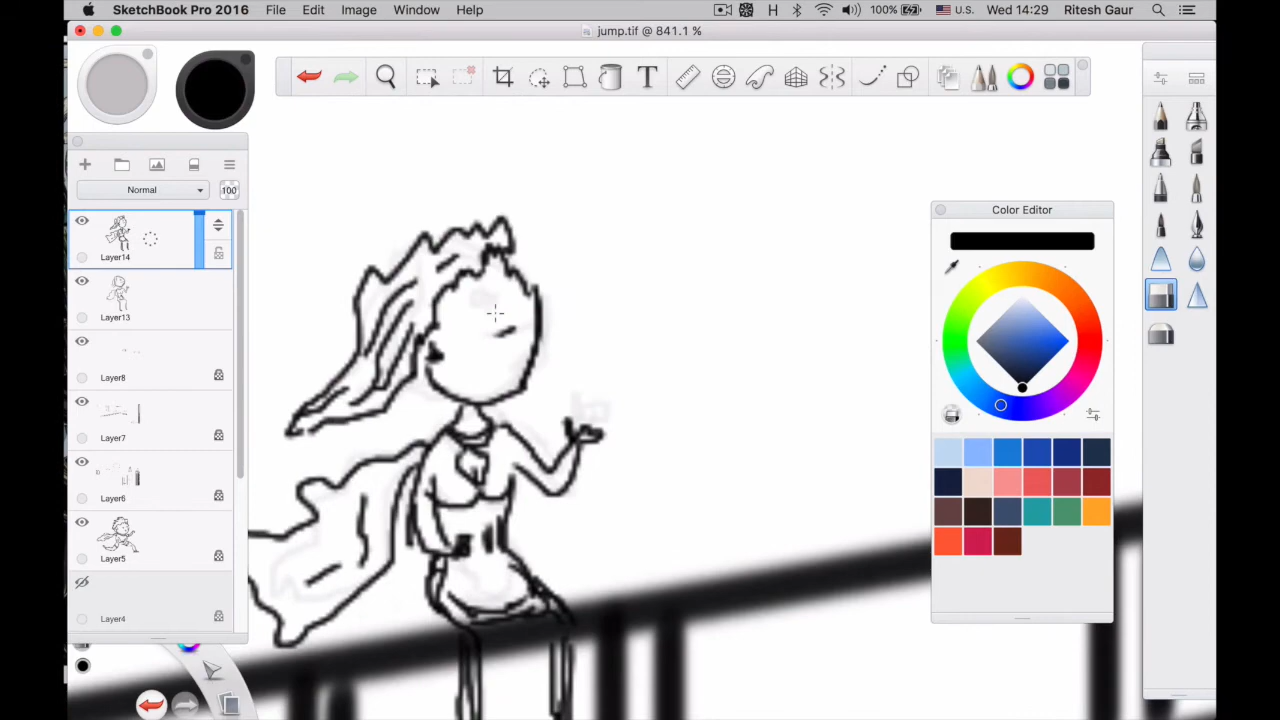 SketchBook Pro 2016 File Edit Image Window Help H 100% U.S. Wed 14:29 Ritesh Gaur
jump.tif @ 841.1 %
T
Normal 100
Color Editor
Layer14
Layer13
Layer8
Layer7
Layer6
Layer5
Layer4